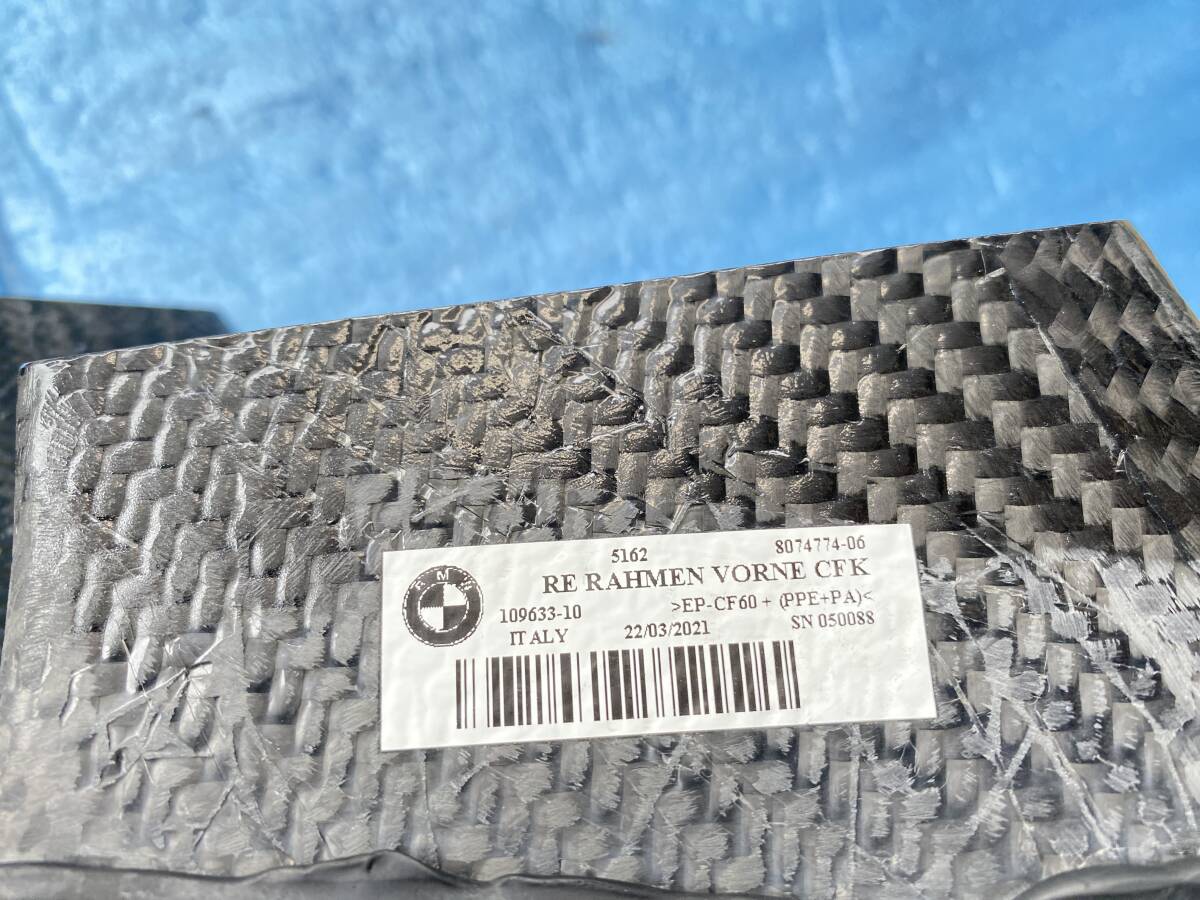 5162 8074774-06
RE RAHMEN VORNE CFK
109633-10 >EP-CF60 + (PPE+PA)<
ITALY 22/03/2021 SN 050088